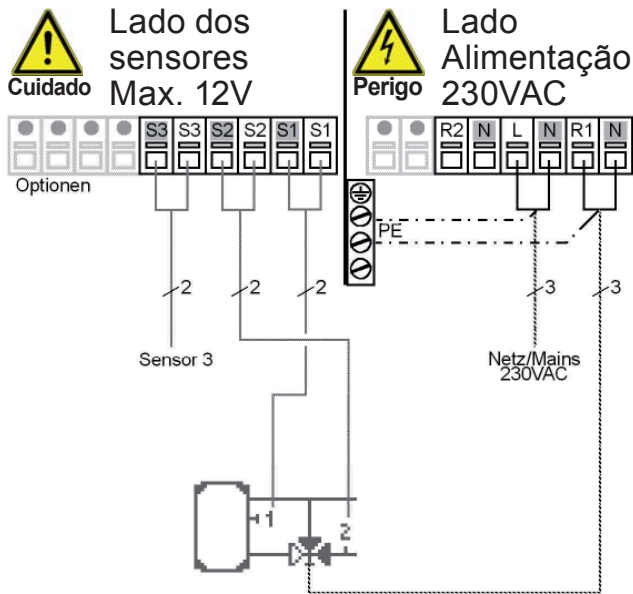 Cuidado
Lado dos
sensores
Max. 12V
Perigo
Lado
Alimentação
230VAC
S3 S3 S2 S2 S1 S1
R2 N L N R1 N
Optionen
PE
2 2 2 3 3
Sensor 3
Netz/Mains
230VAC
1
2